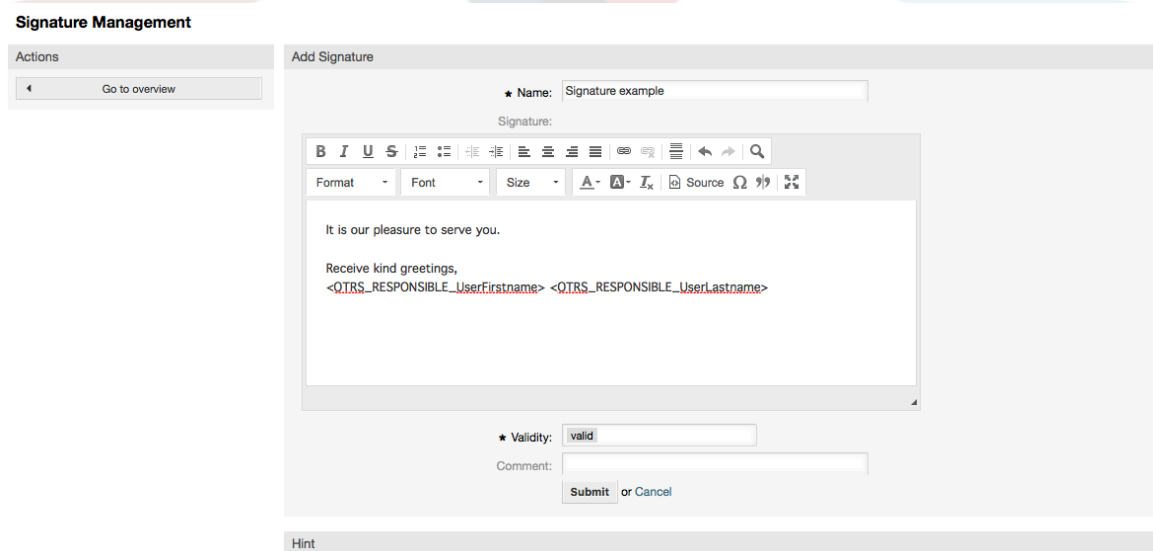 Signature Management
Actions
Go to overview
Add Signature
★ Name: Signature example
Signature:
B I U S
Format Font Size A A Ix Source Ω
It is our pleasure to serve you.
Receive kind greetings,
<OTRS_RESPONSIBLE_UserFirstname> <OTRS_RESPONSIBLE_UserLastname>
★ Validity: valid
Comment:
Submit or Cancel
Hint